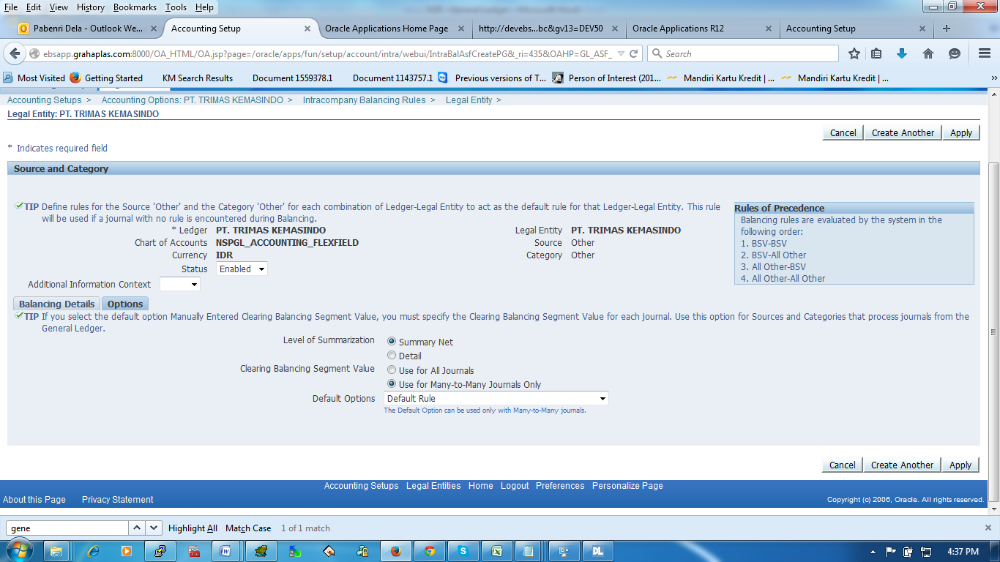 File Edit View History Bookmarks Tools Help
Pabenri Dela - Outlook We... × Accounting Setup × Oracle Applications Home Page × http://devebs...bc&gv13=DEV50 × Oracle Applications R12 × Accounting Setup × +
ebsapp.grahaplas.com:8000/OA_HTML/OA.jsp?page=/oracle/apps/fun/setup/account/intra/webui/IntraBalAsfCreatePG&_ri=435&OAHP=GL_ASF_ Search
Most Visited Getting Started KM Search Results Document 1559378.1 Document 1143757.1 Previous versions of T... Person of Interest (201... Mandiri Kartu Kredit | ... Mandiri Kartu Kredit | ... »
Accounting Setups > Accounting Options: PT. TRIMAS KEMASINDO > Intracompany Balancing Rules > Legal Entity >
Legal Entity: PT. TRIMAS KEMASINDO
Cancel Create Another Apply
* Indicates required field
Source and Category
TIP Define rules for the Source 'Other' and the Category 'Other' for each combination of Ledger-Legal Entity to act as the default rule for that Ledger-Legal Entity. This rule
will be used if a journal with no rule is encountered during Balancing.
* Ledger PT. TRIMAS KEMASINDO Legal Entity PT. TRIMAS KEMASINDO
Chart of Accounts NSPGL_ACCOUNTING_FLEXFIELD Source Other
Currency IDR Category Other
Status Enabled
Additional Information Context
Rules of Precedence
Balancing rules are evaluated by the system in the
following order:
1. BSV-BSV
2. BSV-All Other
3. All Other-BSV
4. All Other-All Other
Balancing Details Options
TIP If you select the default option Manually Entered Clearing Balancing Segment Value, you must specify the Clearing Balancing Segment Value for each journal. Use this option for Sources and Categories that process journals from the
General Ledger.
Level of Summarization Summary Net
Detail
Clearing Balancing Segment Value Use for All Journals
Use for Many-to-Many Journals Only
Default Options Default Rule
The Default Option can be used only with Many-to-Many journals.
Cancel Create Another Apply
Accounting Setups Legal Entities Home Logout Preferences Personalize Page
About this Page Privacy Statement Copyright (c) 2006, Oracle. All rights reserved.
gene Highlight All Match Case 1 of 1 match ×
DL 4:37 PM